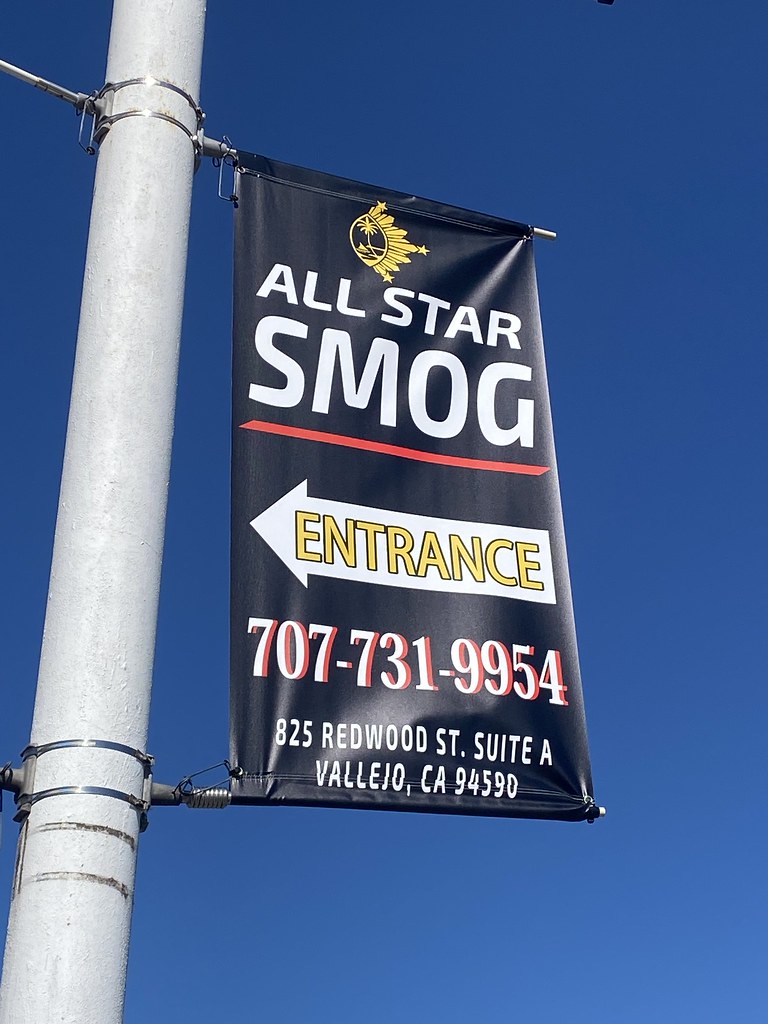 ALL STAR
SMOG
ENTRANCE
707-731-9954
825 REDWOOD ST. SUITE A
VALLEJO, CA 94590